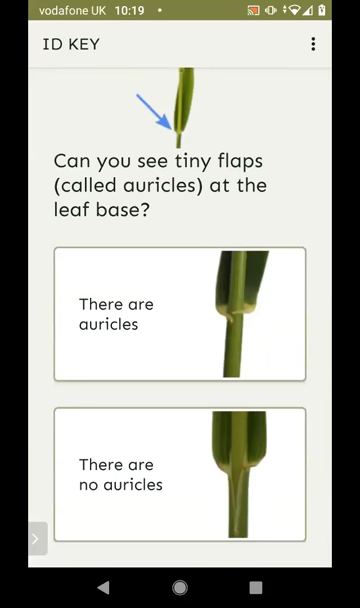 vodafone UK 10:19
ID KEY
Can you see tiny flaps
(called auricles) at the
leaf base?
There are
auricles
There are
no auricles